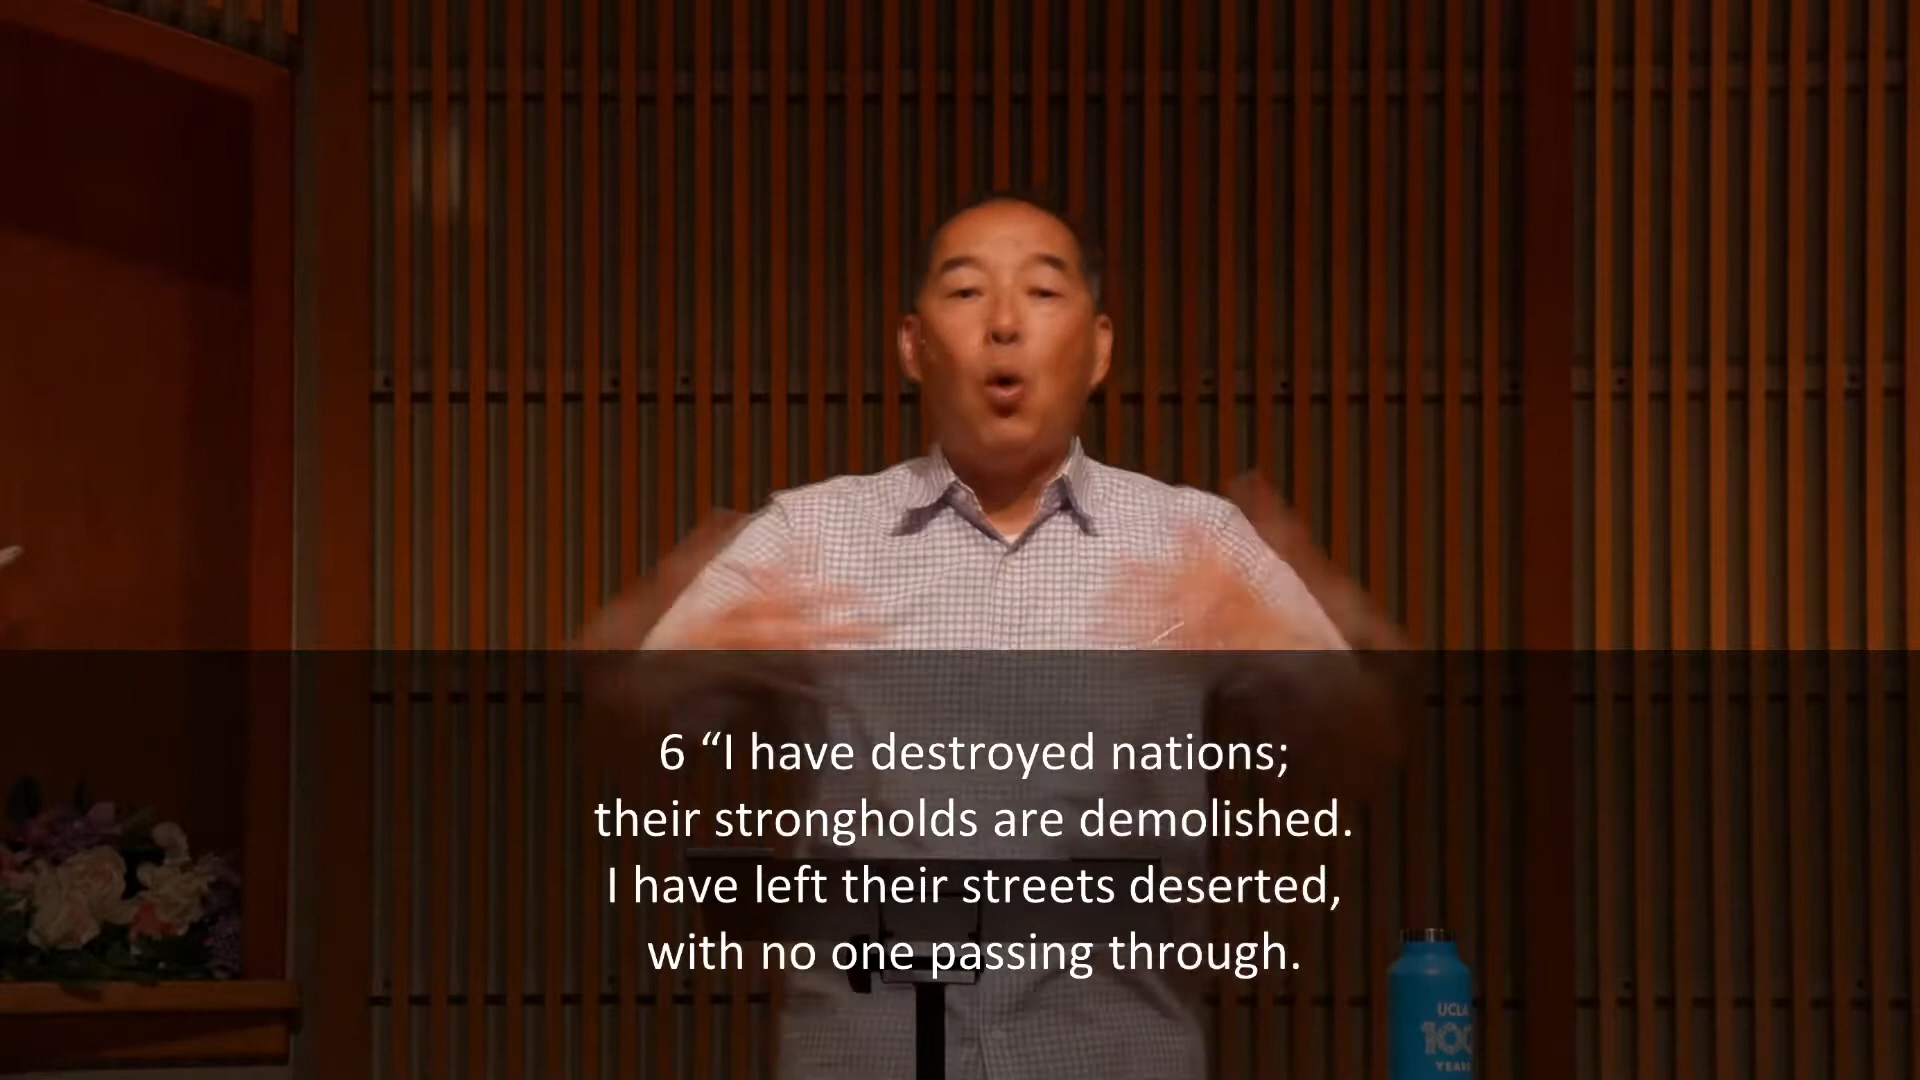 6 “I have destroyed nations;
their strongholds are demolished.
I have left their streets deserted,
with no one passing through.
UCLA
100
YEARS